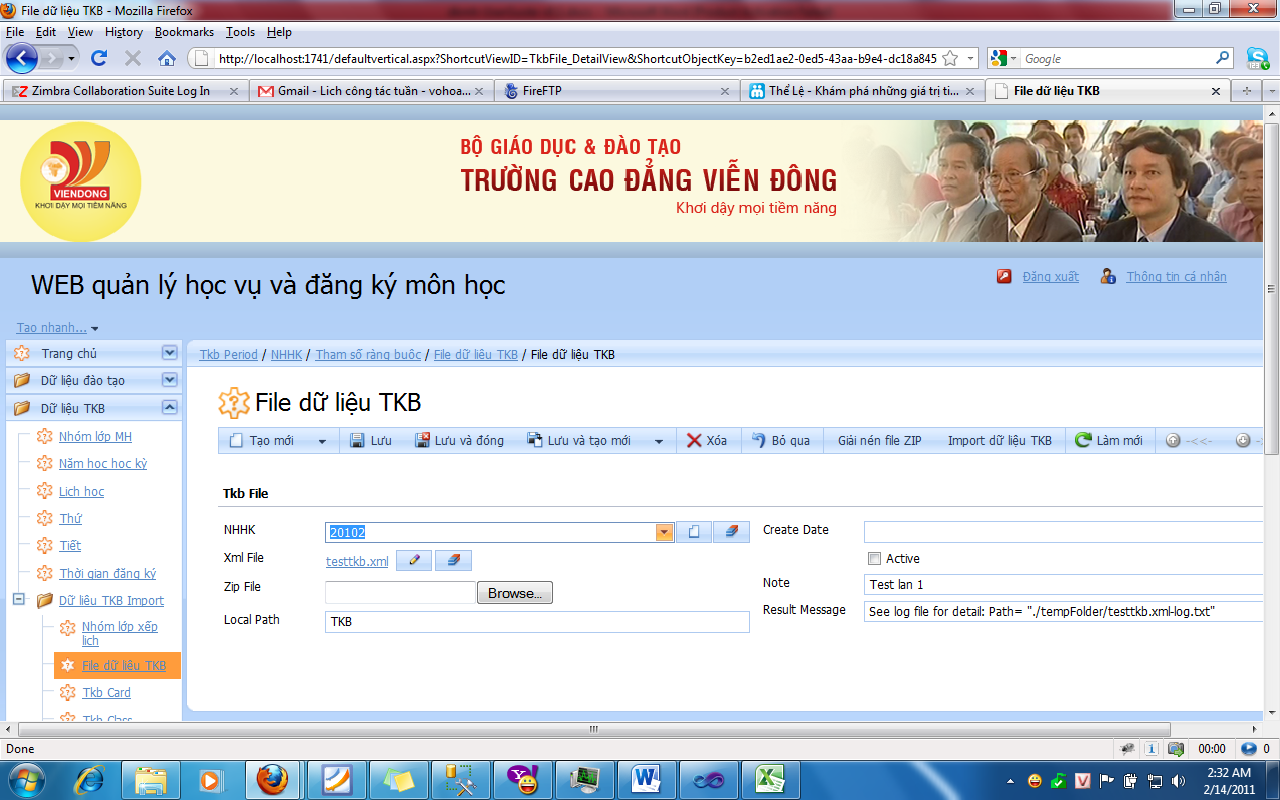 File dữ liệu TKB - Mozilla Firefox
File Edit View History Bookmarks Tools Help
http://localhost:1741/defaultvertical.aspx?ShortcutViewID=TkbFile_DetailView&ShortcutObjectKey=b2ed1ae2-0ed5-43aa-b9e4-dc18a845
Google
Zimbra Collaboration Suite Log In
Gmail - Lich công tác tuần - vohoa...
FireFTP
Thể Lệ - Khám phá những giá trị ti...
File dữ liệu TKB
VIENDONG
KHƠI DẬY MỌI TIỀM NĂNG
BỘ GIÁO DỤC & ĐÀO TẠO
TRƯỜNG CAO ĐẲNG VIỄN ĐÔNG
Khơi dậy mọi tiềm năng
WEB quản lý học vụ và đăng ký môn học
Đăng xuất Thông tin cá nhân
Tạo nhanh...
Trang chủ
Dữ liệu đào tạo
Dữ liệu TKB
Nhóm lớp MH
Năm học học kỳ
Lịch học
Thứ
Tiết
Thời gian đăng ký
Dữ liệu TKB Import
Nhóm lớp xếp
lịch
File dữ liệu TKB
Tkb Card
Tkb Class
Tkb Period / NHHK / Tham số ràng buộc / File dữ liệu TKB / File dữ liệu TKB
File dữ liệu TKB
Tạo mới Lưu Lưu và đóng Lưu và tạo mới Xóa Bỏ qua Giải nén file ZIP Import dữ liệu TKB Làm mới -<<-
Tkb File
NHHK 20102
Xml File testtkb.xml
Zip File Browse...
Local Path TKB
Create Date
Active
Note Test lan 1
Result Message See log file for detail: Path= "./tempFolder/testtkb.xml-log.txt"
Done 00:00 0
2:32 AM
2/14/2011